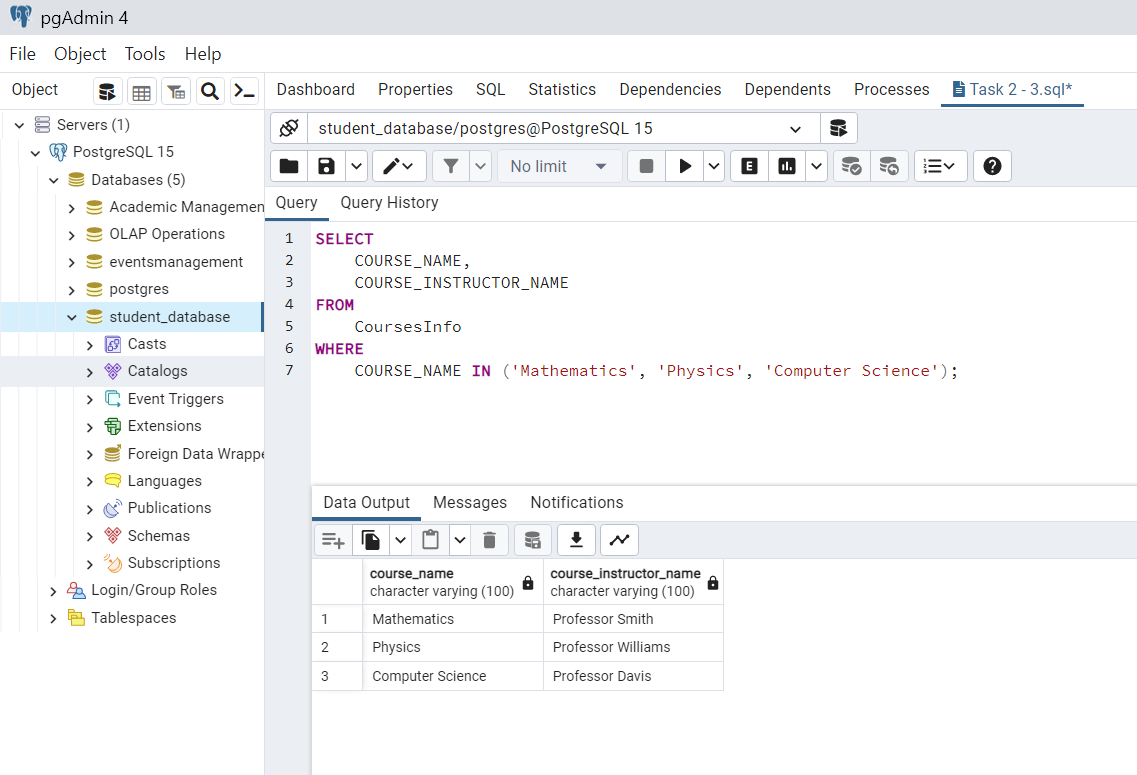 pgAdmin 4
File Object Tools Help
Object
Dashboard Properties SQL Statistics Dependencies Dependents Processes Task 2 - 3.sql*
Servers (1)
PostgreSQL 15
Databases (5)
Academic Managemen
OLAP Operations
eventsmanagement
postgres
student_database
Casts
Catalogs
Event Triggers
Extensions
Foreign Data Wrappe
Languages
Publications
Schemas
Subscriptions
Login/Group Roles
Tablespaces
student_database/postgres@PostgreSQL 15
No limit E
Query Query History
1 SELECT
2 COURSE_NAME,
3 COURSE_INSTRUCTOR_NAME
4 FROM
5 CoursesInfo
6 WHERE
7 COURSE_NAME IN ('Mathematics', 'Physics', 'Computer Science');
Data Output Messages Notifications
course_name course_instructor_name
character varying (100) character varying (100)
1 Mathematics Professor Smith
2 Physics Professor Williams
3 Computer Science Professor Davis